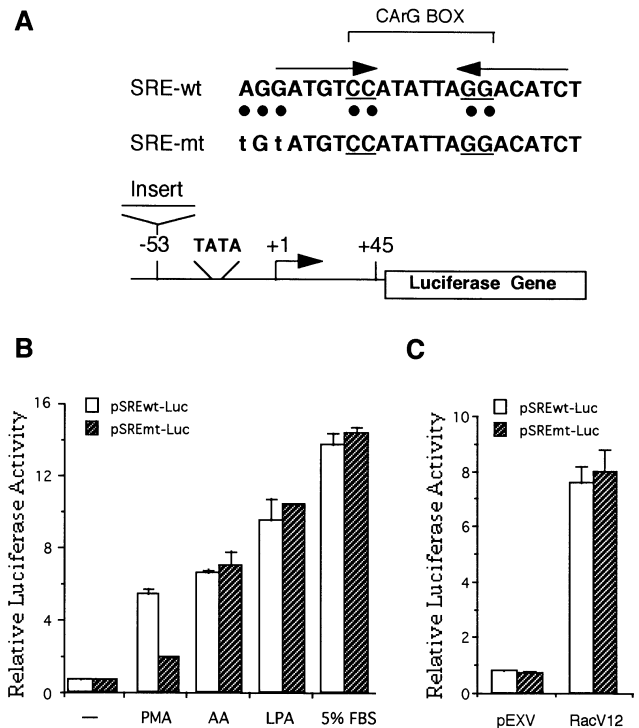 A
CArG BOX
SRE-wt AGGATGTCCATATTAGGACATCT
SRE-mt tGtATGTCCATATTAGGACATCT
Insert
-53 TATA +1 +45
Luciferase Gene
B
pSREwt-Luc
pSREmt-Luc
Relative Luciferase Activity
16
12
8
4
0
— PMA AA LPA 5% FBS
C
pSREwt-Luc
pSREmt-Luc
Relative Luciferase Activity
10
8
6
4
2
0
pEXV RacV12